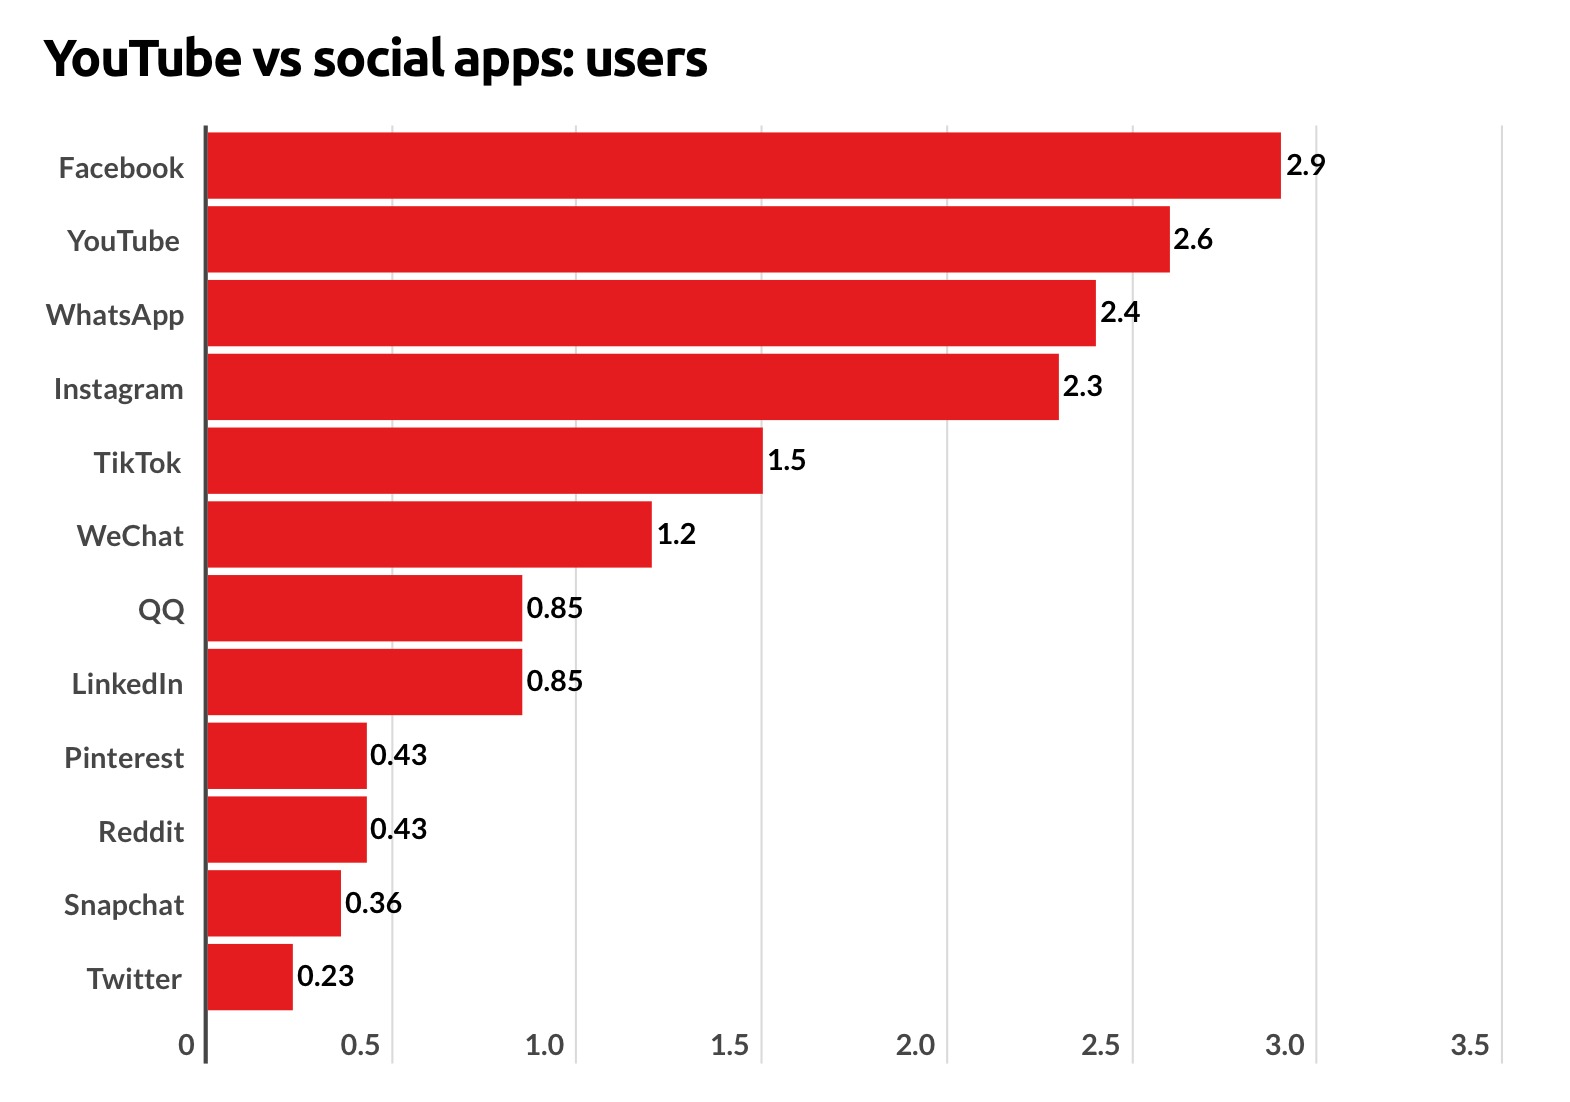 YouTube vs social apps: users
Facebook 2.9
YouTube 2.6
WhatsApp 2.4
Instagram 2.3
TikTok 1.5
WeChat 1.2
QQ 0.85
LinkedIn 0.85
Pinterest 0.43
Reddit 0.43
Snapchat 0.36
Twitter 0.23
0 0.5 1.0 1.5 2.0 2.5 3.0 3.5